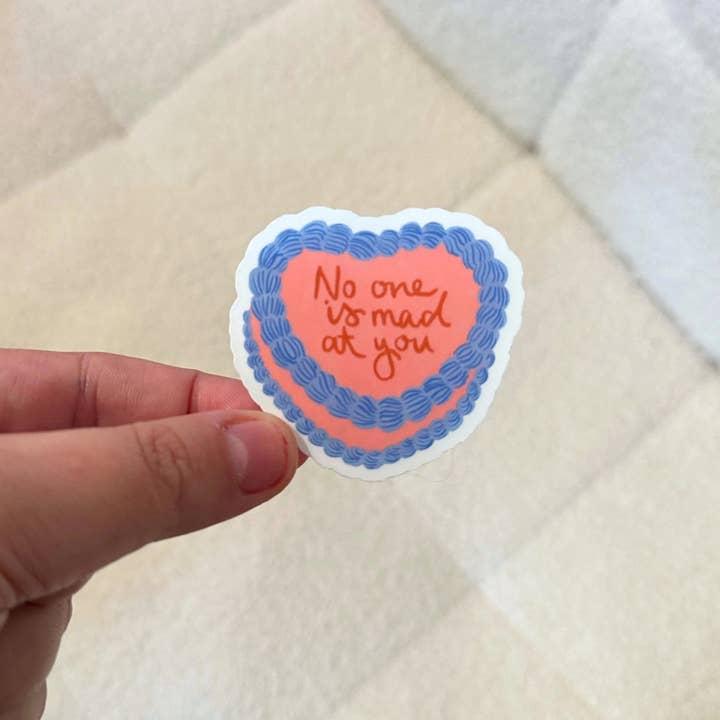 No one
is mad
at you